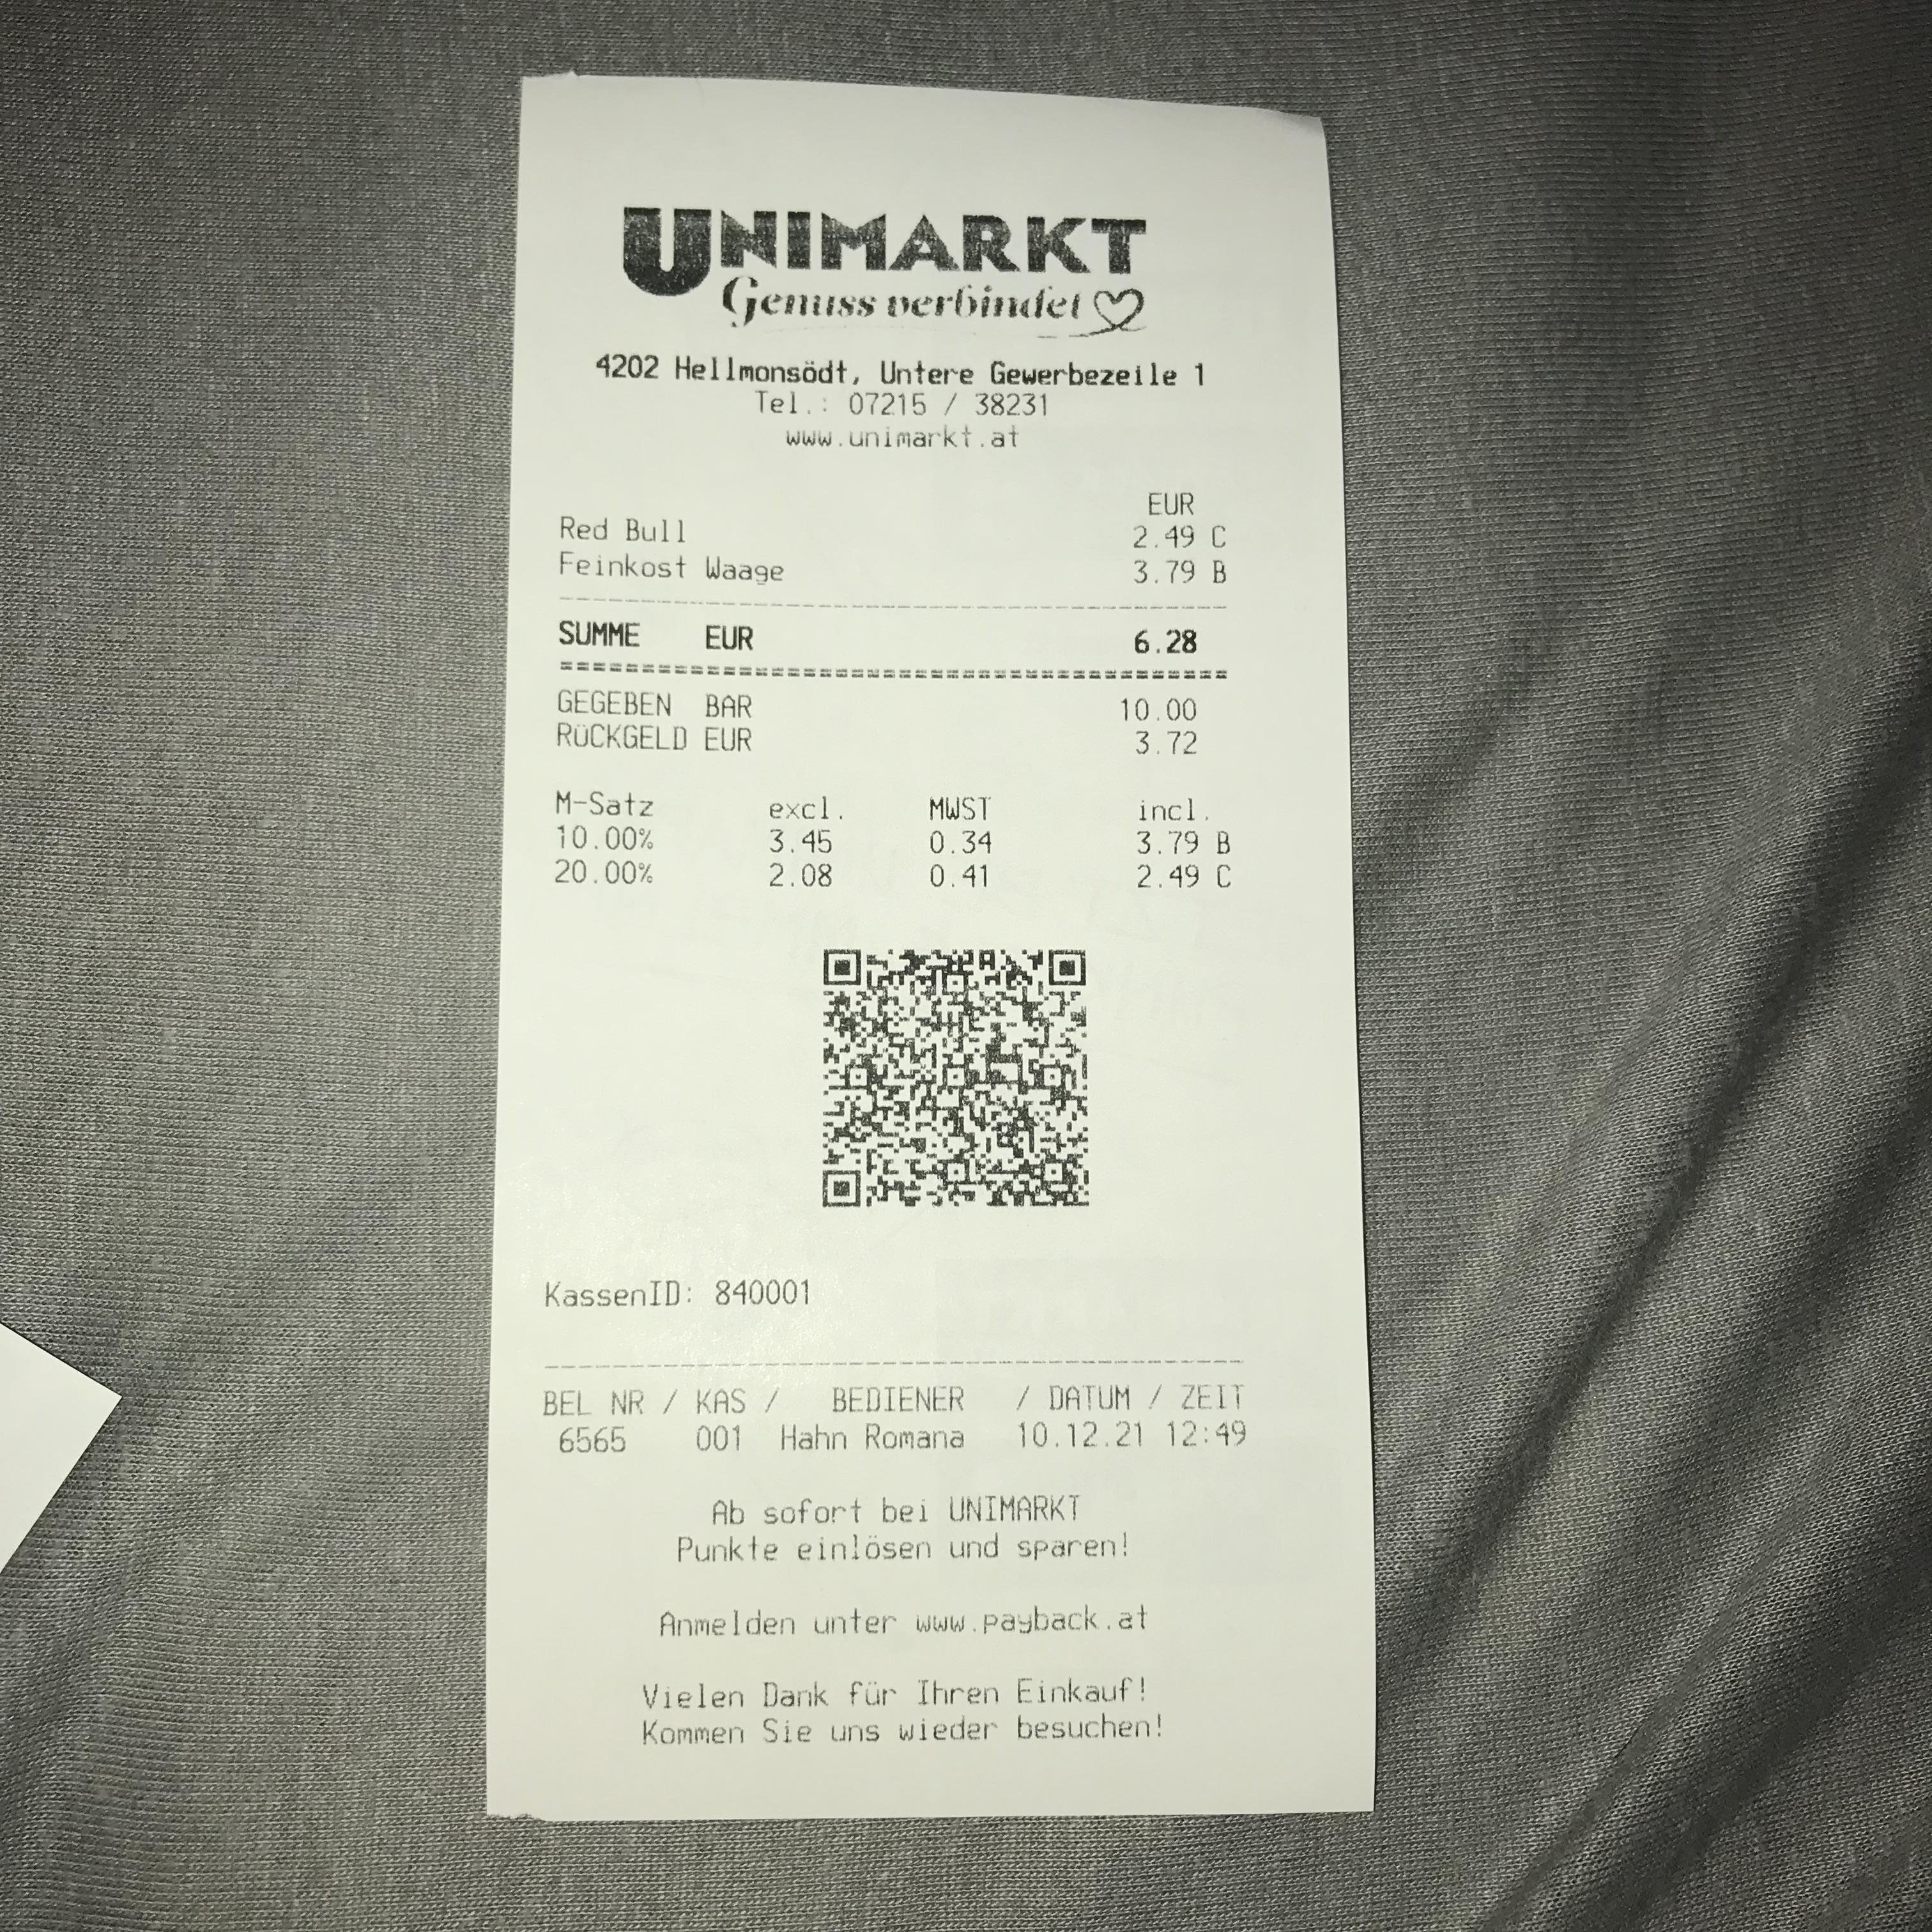 UNIMARKT
Genuss verbindet
4202 Hellmonsödt, Untere Gewerbezeile 1
Tel.: 07215 / 38231
www.unimarkt.at
EUR
Red Bull 2.49 C
Feinkost Waage 3.79 B
SUMME EUR 6.28
GEGEBEN BAR 10.00
RÜCKGELD EUR 3.72
M-Satz excl. MWST incl.
10.00% 3.45 0.34 3.79 B
20.00% 2.08 0.41 2.49 C
KassenID: 840001
BEL NR / KAS / BEDIENER / DATUM / ZEIT
6565 001 Hahn Romana 10.12.21 12:49
Ab sofort bei UNIMARKT
Punkte einlösen und sparen!
Anmelden unter www.payback.at
Vielen Dank für Ihren Einkauf!
Kommen Sie uns wieder besuchen!